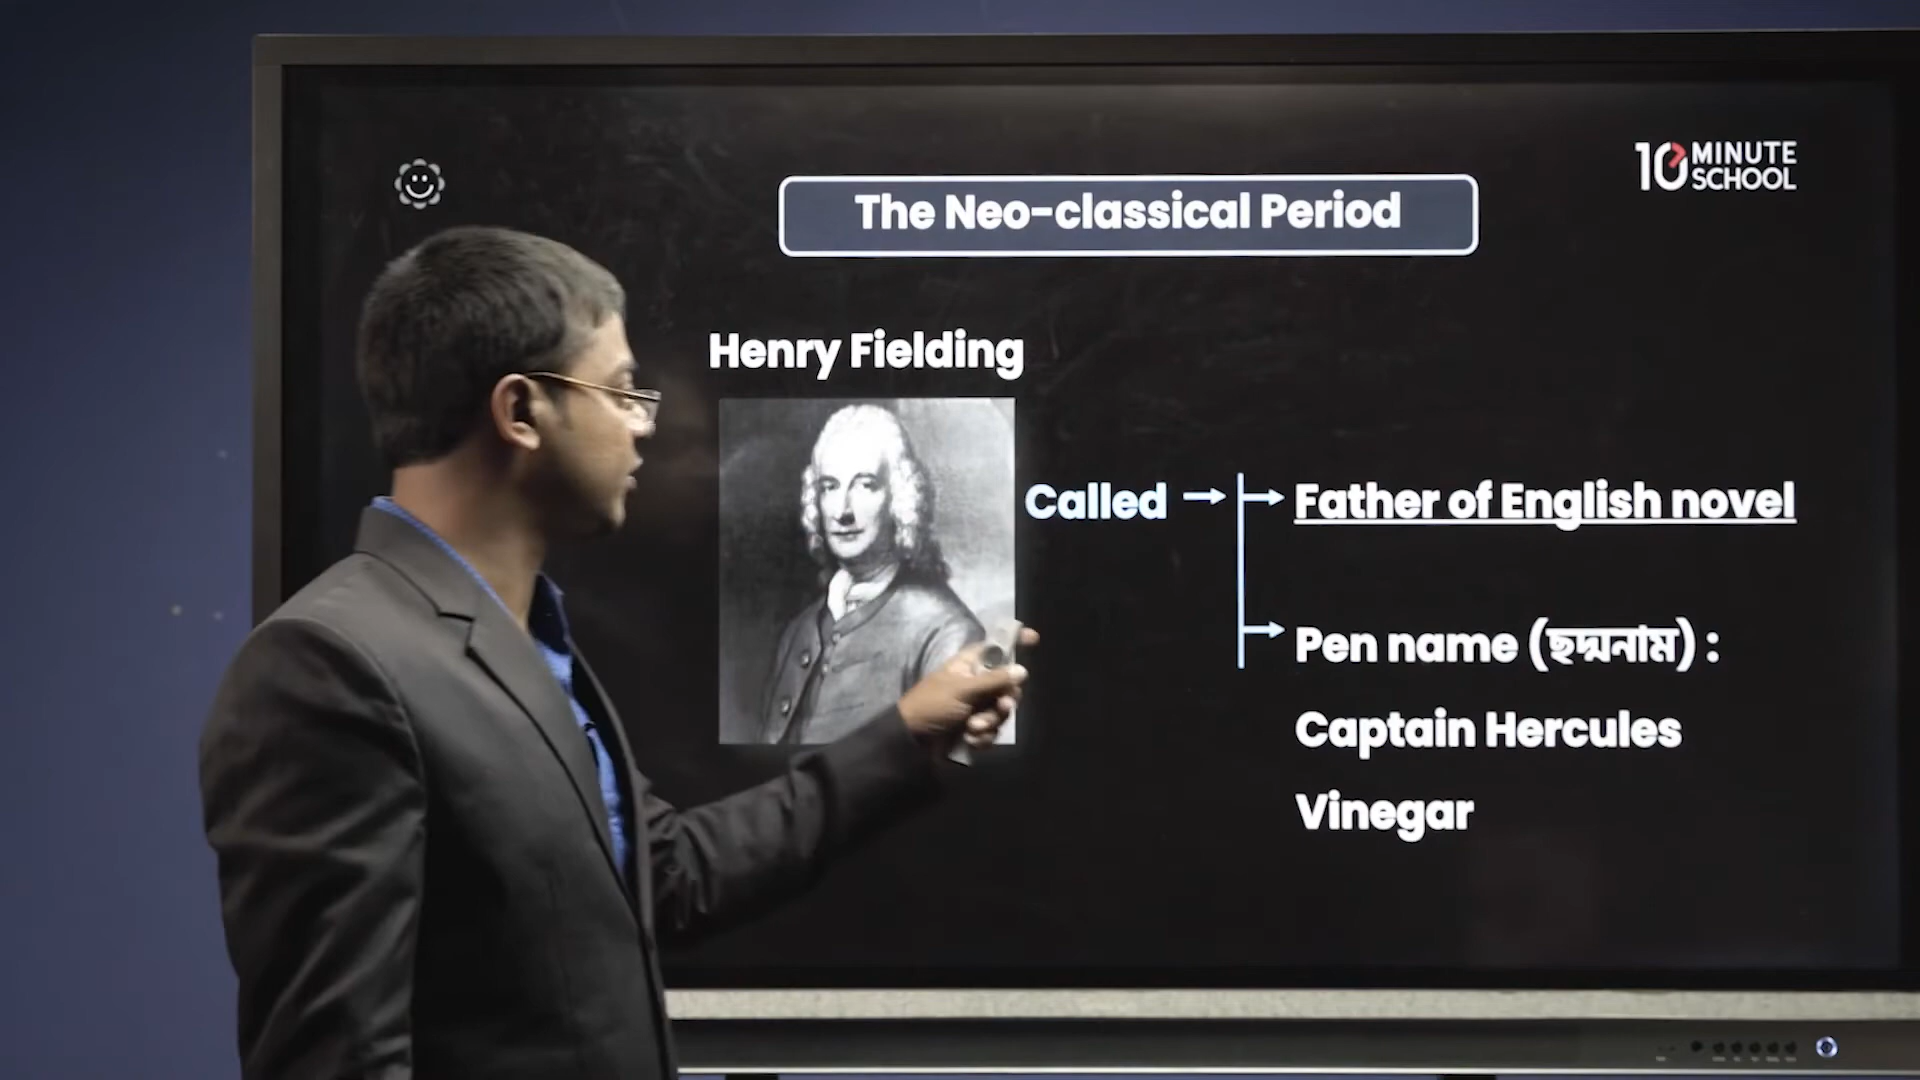 10 MINUTE SCHOOL
The Neo-classical Period
Henry Fielding
Called
Father of English novel
Pen name (ছদ্মনাম) :
Captain Hercules
Vinegar